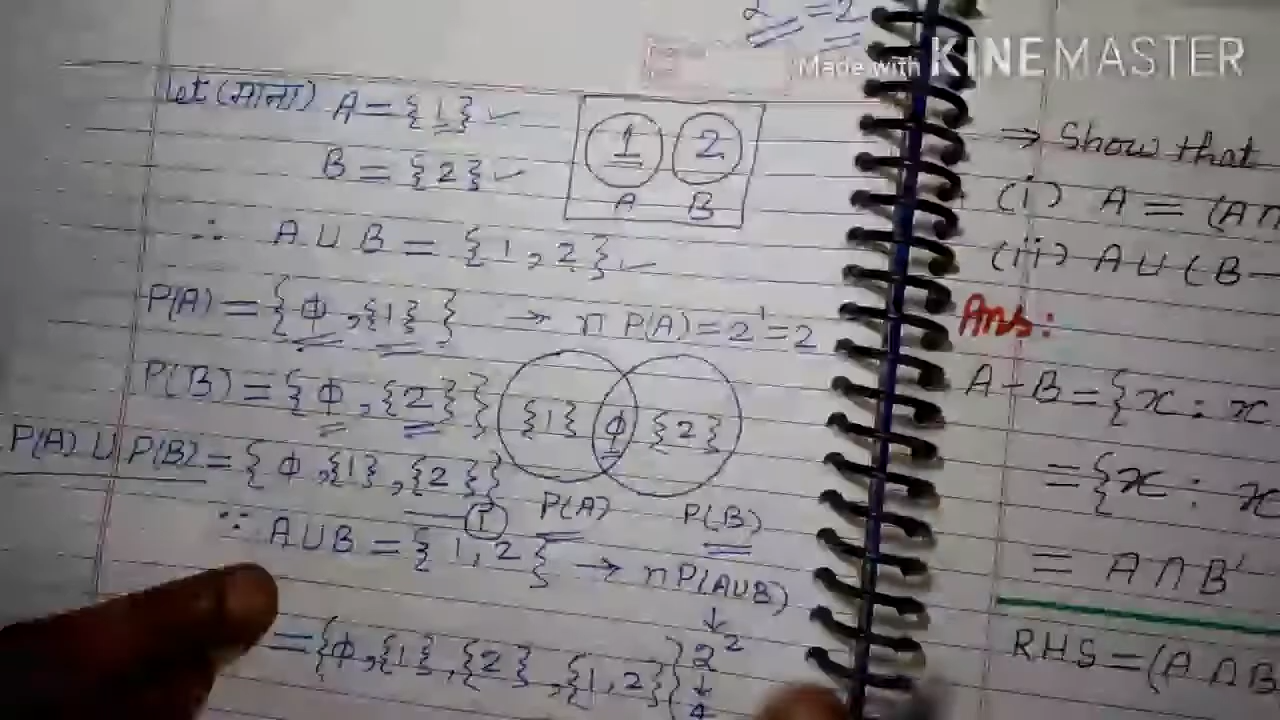 2 = 2
Made with KINEMASTER
Let (माना) A = {1} ✓
B = {2} ✓
1 2
A B
∴ A ∪ B = {1, 2} ✓
P(A) = {ϕ, {1}} → n P(A) = 2¹ = 2
P(B) = {ϕ, {2}}
{1} ϕ {2}
P(A) ∪ P(B) = {ϕ, {1}, {2}}
P(A) P(B)
∵ A∪B = {1, 2} → n P(A∪B)
↓
= {ϕ, {1}, {2}, {1, 2}} 2²
↓
4
→ Show that
(i) A = (A∩
(ii) A∪(B−
Ans:
A − B = {x : x
= {x : x
= A∩B'
RHS = (A∩B